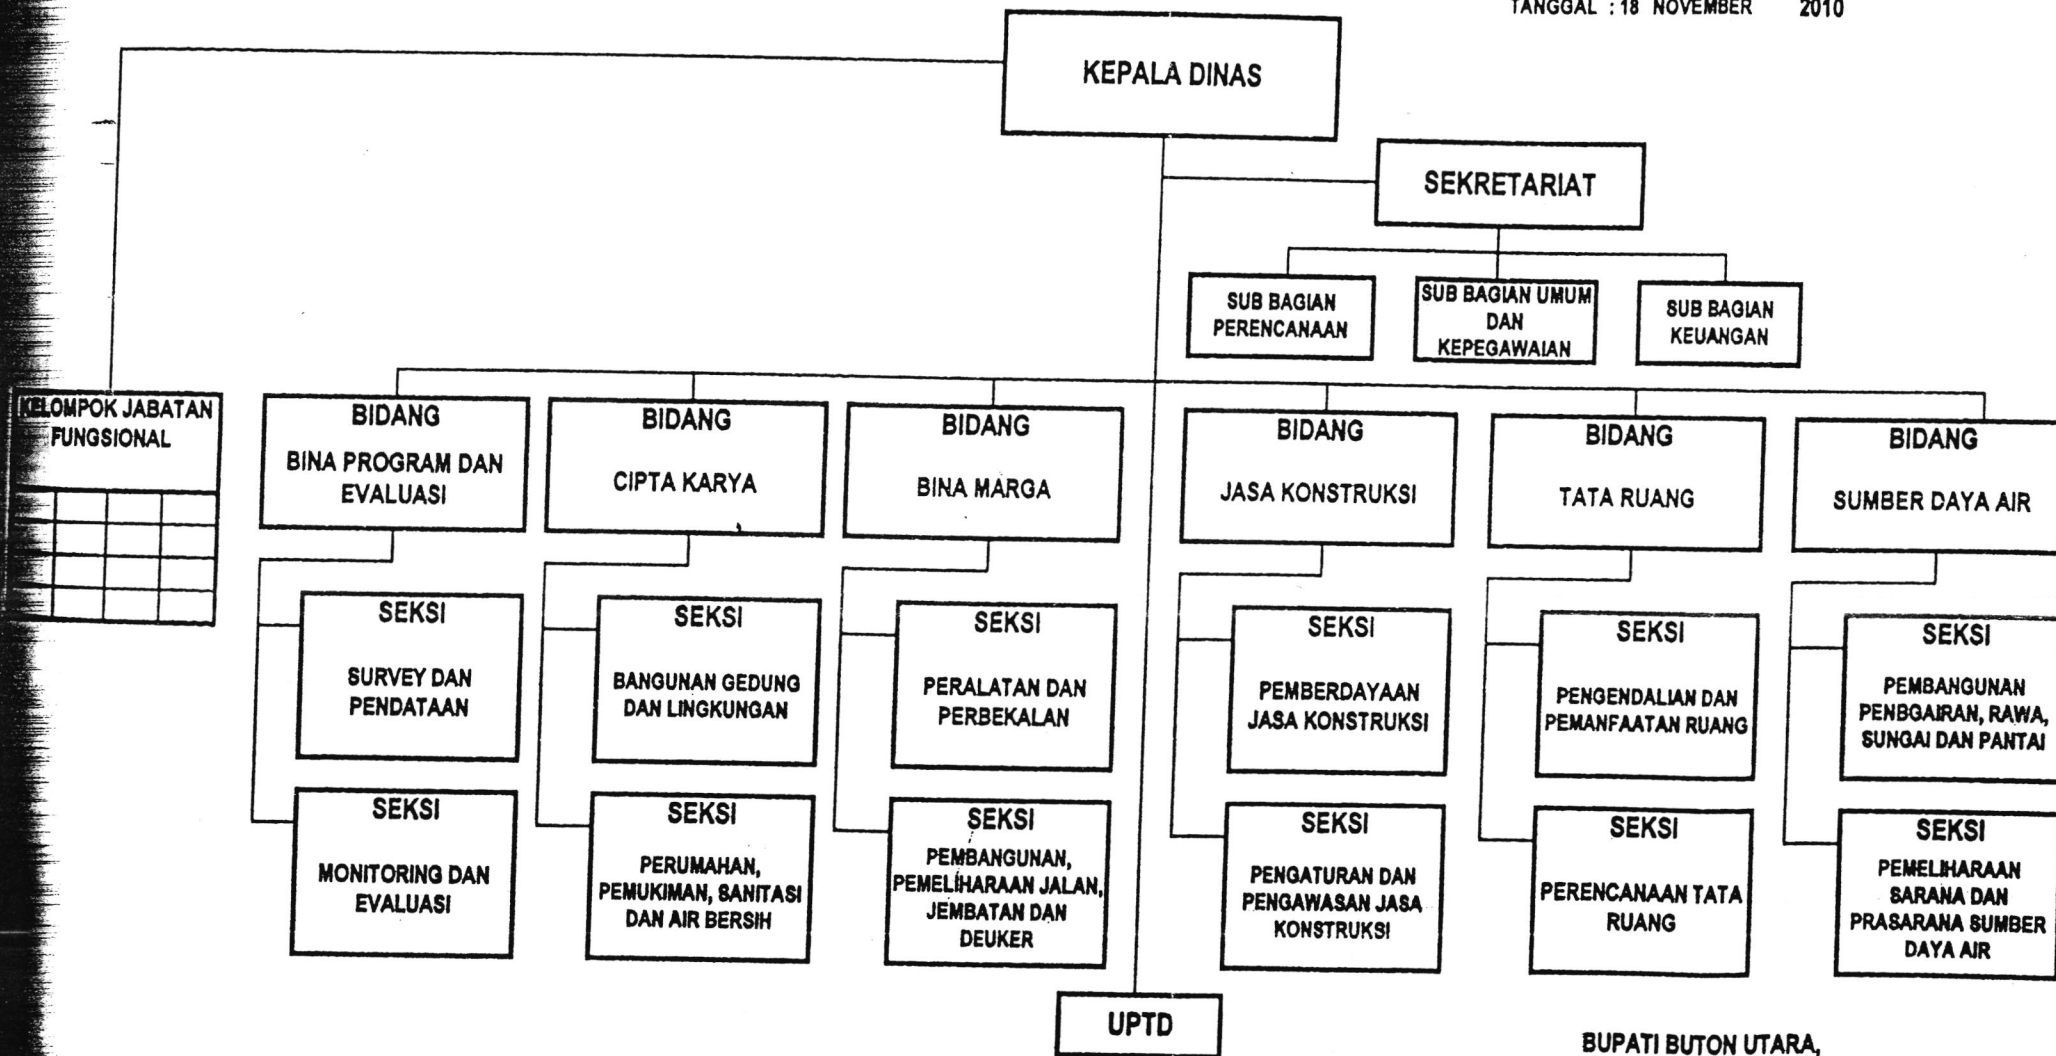 TANGGAL : 18 NOVEMBER 2010
KEPALA DINAS
SEKRETARIAT
SUB BAGIAN
PERENCANAAN
SUB BAGIAN UMUM
DAN
KEPEGAWAIAN
SUB BAGIAN
KEUANGAN
KELOMPOK JABATAN
FUNGSIONAL
BIDANG
BINA PROGRAM DAN
EVALUASI
BIDANG
CIPTA KARYA
BIDANG
BINA MARGA
BIDANG
JASA KONSTRUKSI
BIDANG
TATA RUANG
BIDANG
SUMBER DAYA AIR
SEKSI
SURVEY DAN
PENDATAAN
SEKSI
BANGUNAN GEDUNG
DAN LINGKUNGAN
SEKSI
PERALATAN DAN
PERBEKALAN
SEKSI
PEMBERDAYAAN
JASA KONSTRUKSI
SEKSI
PENGENDALIAN DAN
PEMANFAATAN RUANG
SEKSI
PEMBANGUNAN
PENBGAIRAN, RAWA,
SUNGAI DAN PANTAI
SEKSI
MONITORING DAN
EVALUASI
SEKSI
PERUMAHAN,
PEMUKIMAN, SANITASI
DAN AIR BERSIH
SEKSI
PEMBANGUNAN,
PEMELIHARAAN JALAN,
JEMBATAN DAN
DEUKER
SEKSI
PENGATURAN DAN
PENGAWASAN JASA
KONSTRUKSI
SEKSI
PERENCANAAN TATA
RUANG
SEKSI
PEMELIHARAAN
SARANA DAN
PRASARANA SUMBER
DAYA AIR
UPTD
BUPATI BUTON UTARA,